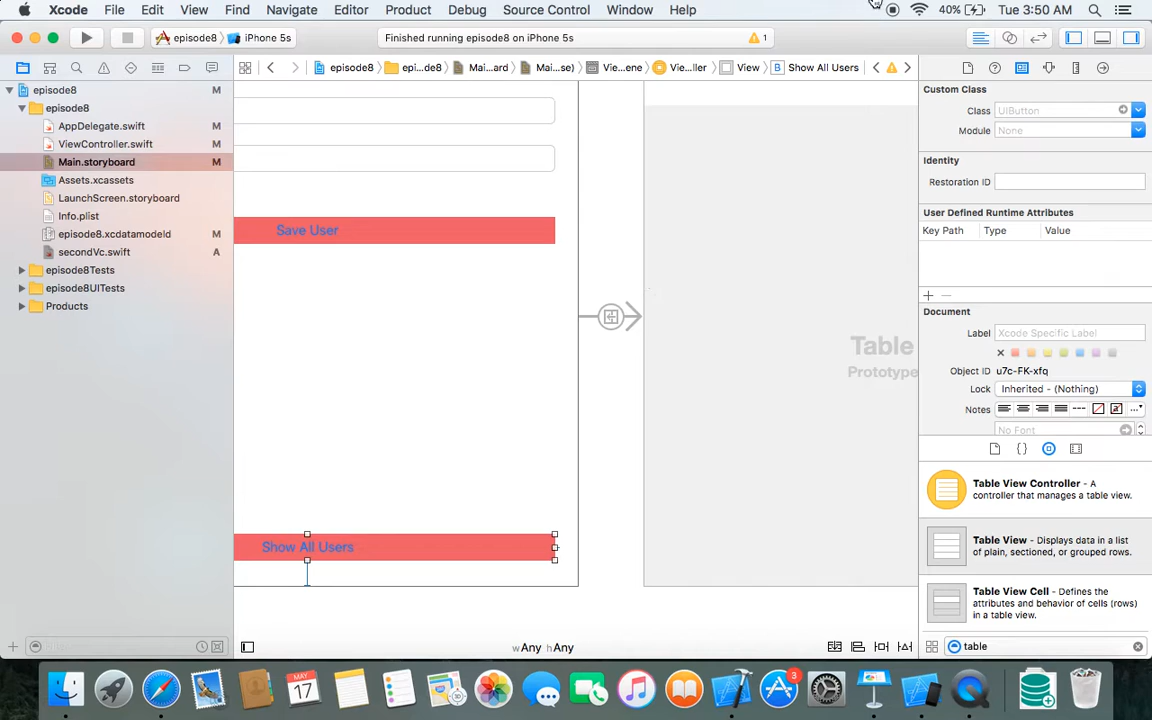 Xcode File Edit View Find Navigate Editor Product Debug Source Control Window Help 40% Tue 3:50 AM
episode8 iPhone 5s Finished running episode8 on iPhone 5s 1
episode8 epi...de8 Mai...ard Mai...se) Vie...ene Vie...ller View B Show All Users
episode8 M
episode8
AppDelegate.swift M
ViewController.swift M
Main.storyboard M
Assets.xcassets
LaunchScreen.storyboard
Info.plist
episode8.xcdatamodeld M
secondVc.swift A
episode8Tests
episode8UITests
Products
Save User
Show All Users
Table
Prototype
wAny hAny
Custom Class
Class UIButton
Module None
Identity
Restoration ID
User Defined Runtime Attributes
Key Path Type Value
Document
Label Xcode Specific Label
Object ID u7c-FK-xfq
Lock Inherited - (Nothing)
Notes
No Font
Table View Controller - A
controller that manages a table view.
Table View - Displays data in a list
of plain, sectioned, or grouped rows.
Table View Cell - Defines the
attributes and behavior of cells (rows)
in a table view.
table
MAY
17
3